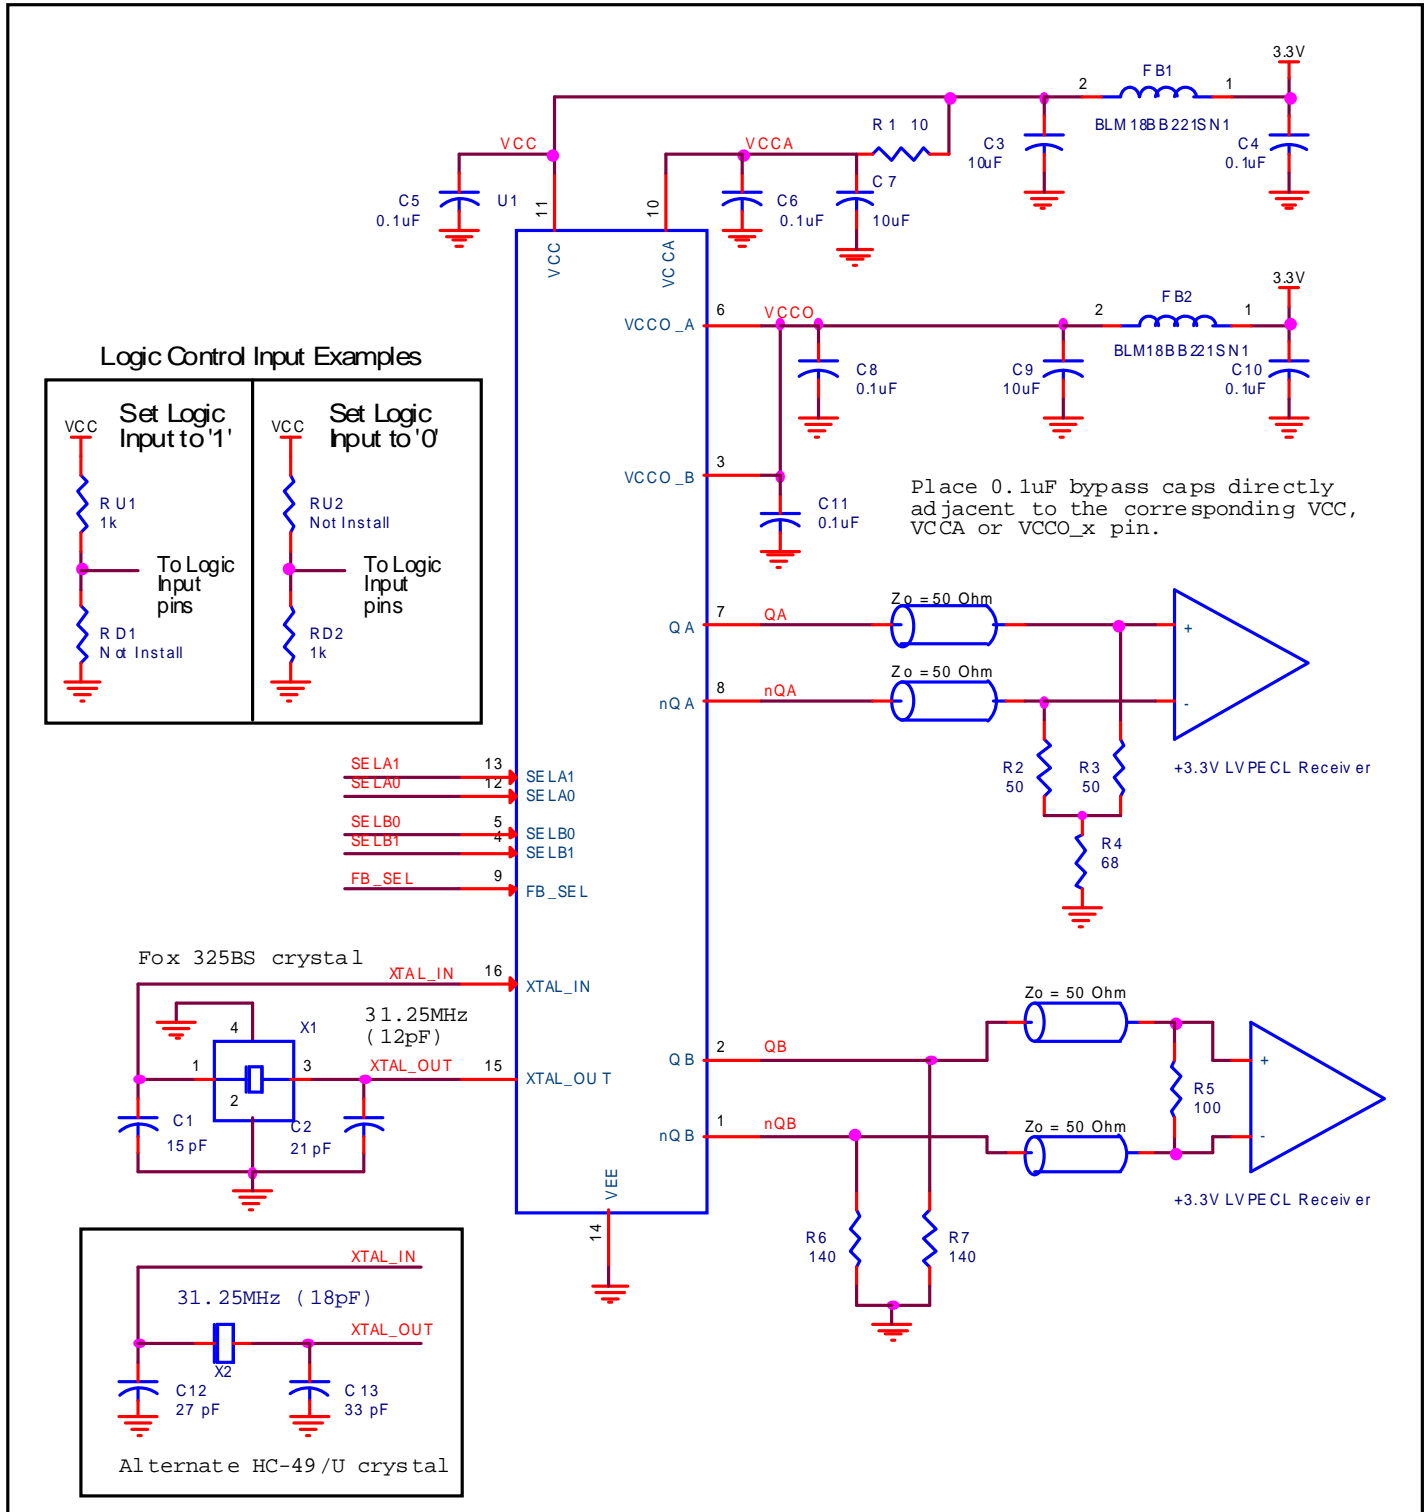 3.3V
FB1
2
1
BLM18BB221SN1
C3
10uF
C4
0.1uF
R1 10
VCC
VCCA
C5
0.1uF
U1
11
10
C6
0.1uF
C7
10uF
VCC
VCCA
3.3V
FB2
2
1
BLM18BB221SN1
VCCO_A
6
VCCO
C8
0.1uF
C9
10uF
C10
0.1uF
VCCO_B
3
C11
0.1uF
Place 0.1uF bypass caps directly
adjacent to the corresponding VCC,
VCCA or VCCO_x pin.
Logic Control Input Examples
Set Logic
Input to '1'
VCC
RU1
1k
To Logic
Input
pins
RD1
Not Install
Set Logic
Input to '0'
VCC
RU2
Not Install
To Logic
Input
pins
RD2
1k
QA
7
QA
Zo = 50 Ohm
+
nQA
8
nQA
Zo = 50 Ohm
-
R2
50
R3
50
+3.3V LVPECL Receiver
R4
68
SELA1
13
SELA1
SELA0
12
SELA0
SELB0
5
SELB0
SELB1
4
SELB1
FB_SEL
9
FB_SEL
Fox 325BS crystal
XTAL_IN
16
XTAL_IN
31.25MHz
(12pF)
4
X1
1
3
2
XTAL_OUT
15
XTAL_OUT
C1
15pF
C2
21pF
QB
2
QB
Zo = 50 Ohm
+
R5
100
nQB
1
nQB
Zo = 50 Ohm
-
+3.3V LVPECL Receiver
VEE
14
R6
140
R7
140
XTAL_IN
31.25MHz (18pF)
XTAL_OUT
X2
C12
27 pF
C13
33 pF
Alternate HC-49/U crystal